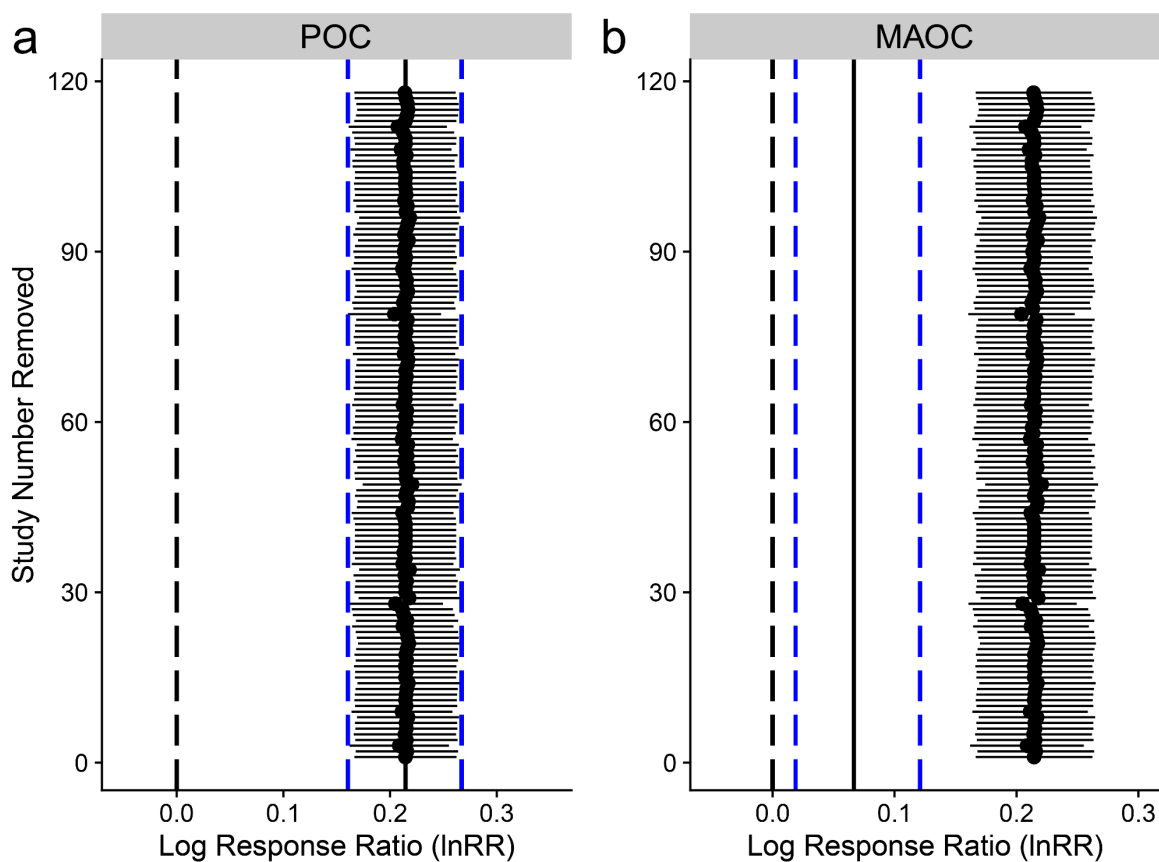 a
POC
b
MAOC
Study Number Removed
120
90
60
30
0
0.0 0.1 0.2 0.3
Log Response Ratio (lnRR)
120
90
60
30
0
0.0 0.1 0.2 0.3
Log Response Ratio (lnRR)